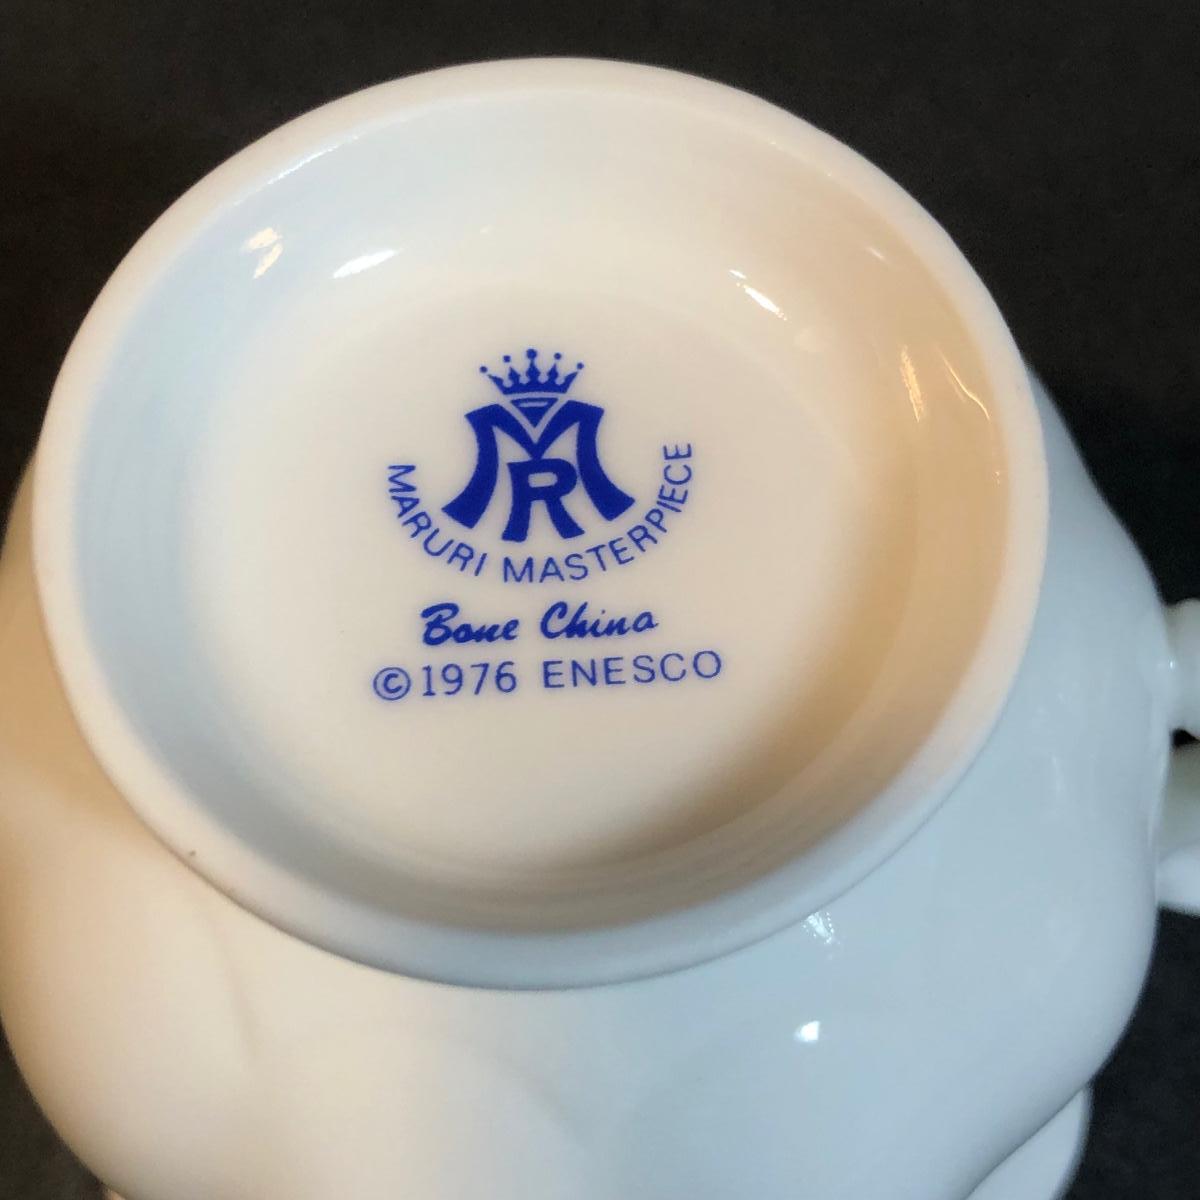 MR
MARURI MASTERPIECE
Bone China
©1976 ENESCO